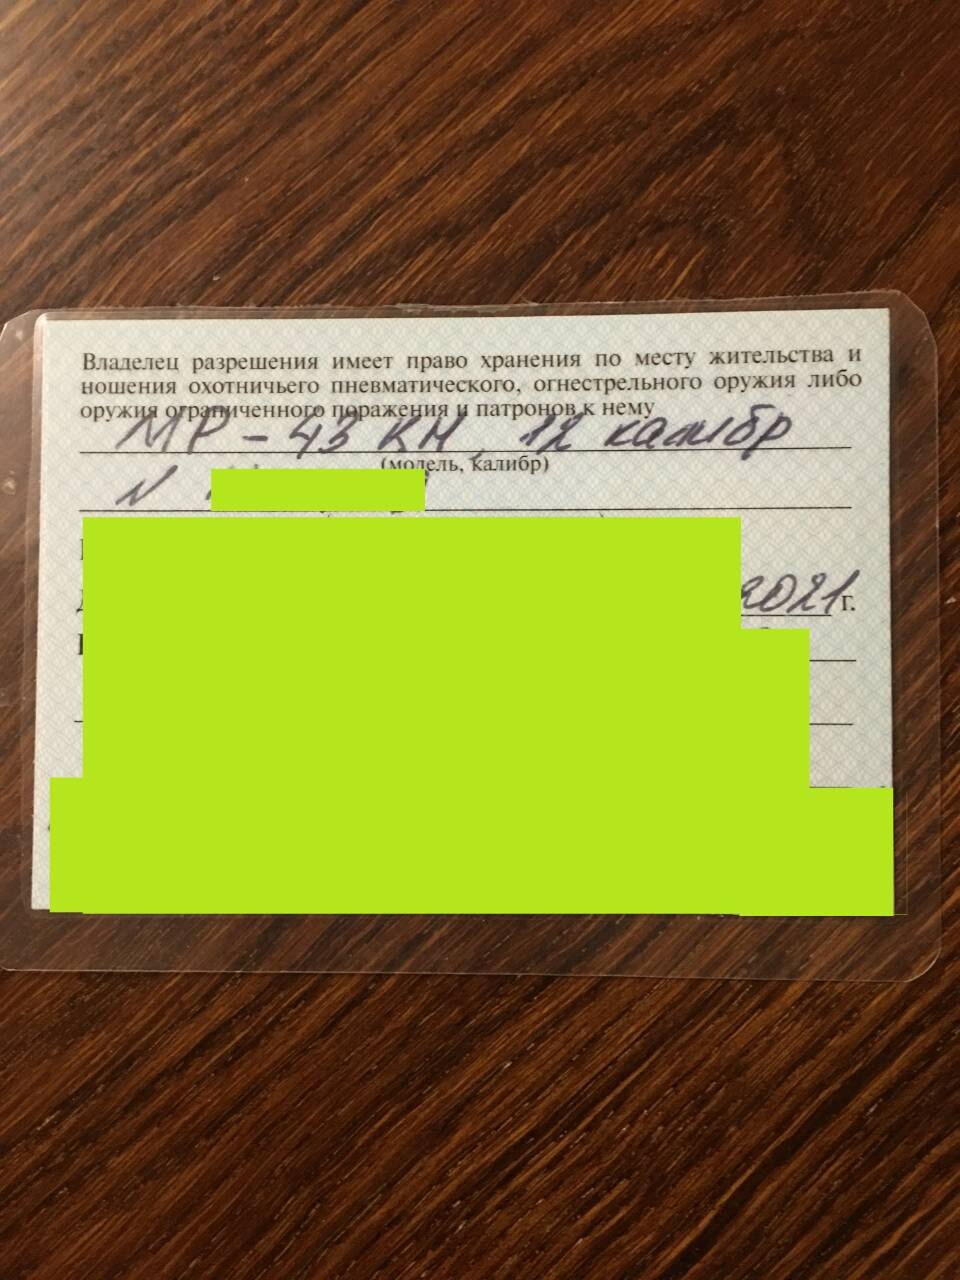 Владелец разрешения имеет право хранения по месту жительства и
ношения охотничьего пневматического, огнестрельного оружия либо
оружия ограниченного поражения и патронов к нему
МР - 43 КН, 12 калибр
(модель, калибр)
N
2021 г.